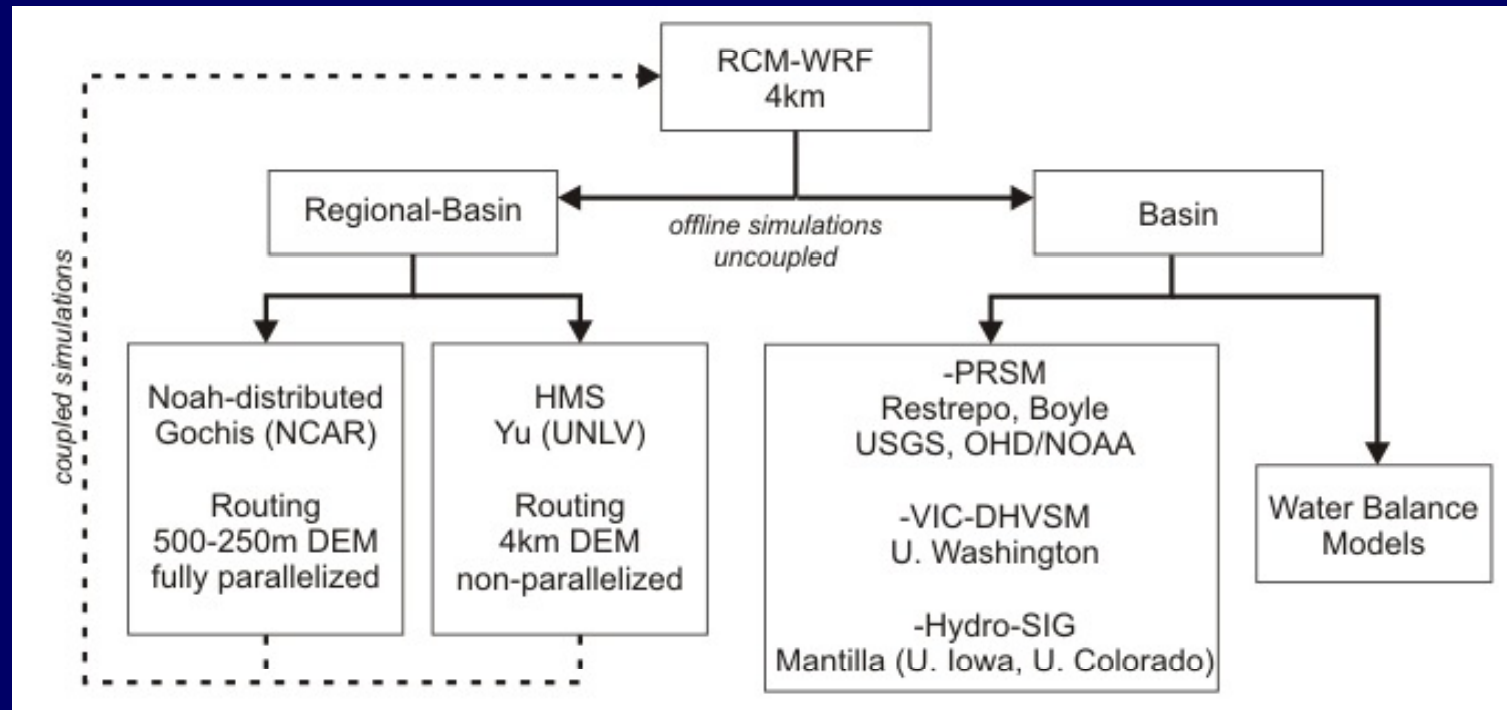 RCM-WRF
4km
Regional-Basin
offline simulations
uncoupled
Basin
coupled simulations
Noah-distributed
Gochis (NCAR)
Routing
500-250m DEM
fully parallelized
HMS
Yu (UNLV)
Routing
4km DEM
non-parallelized
-PRSM
Restrepo, Boyle
USGS, OHD/NOAA
-VIC-DHVSM
U. Washington
-Hydro-SIG
Mantilla (U. Iowa, U. Colorado)
Water Balance
Models